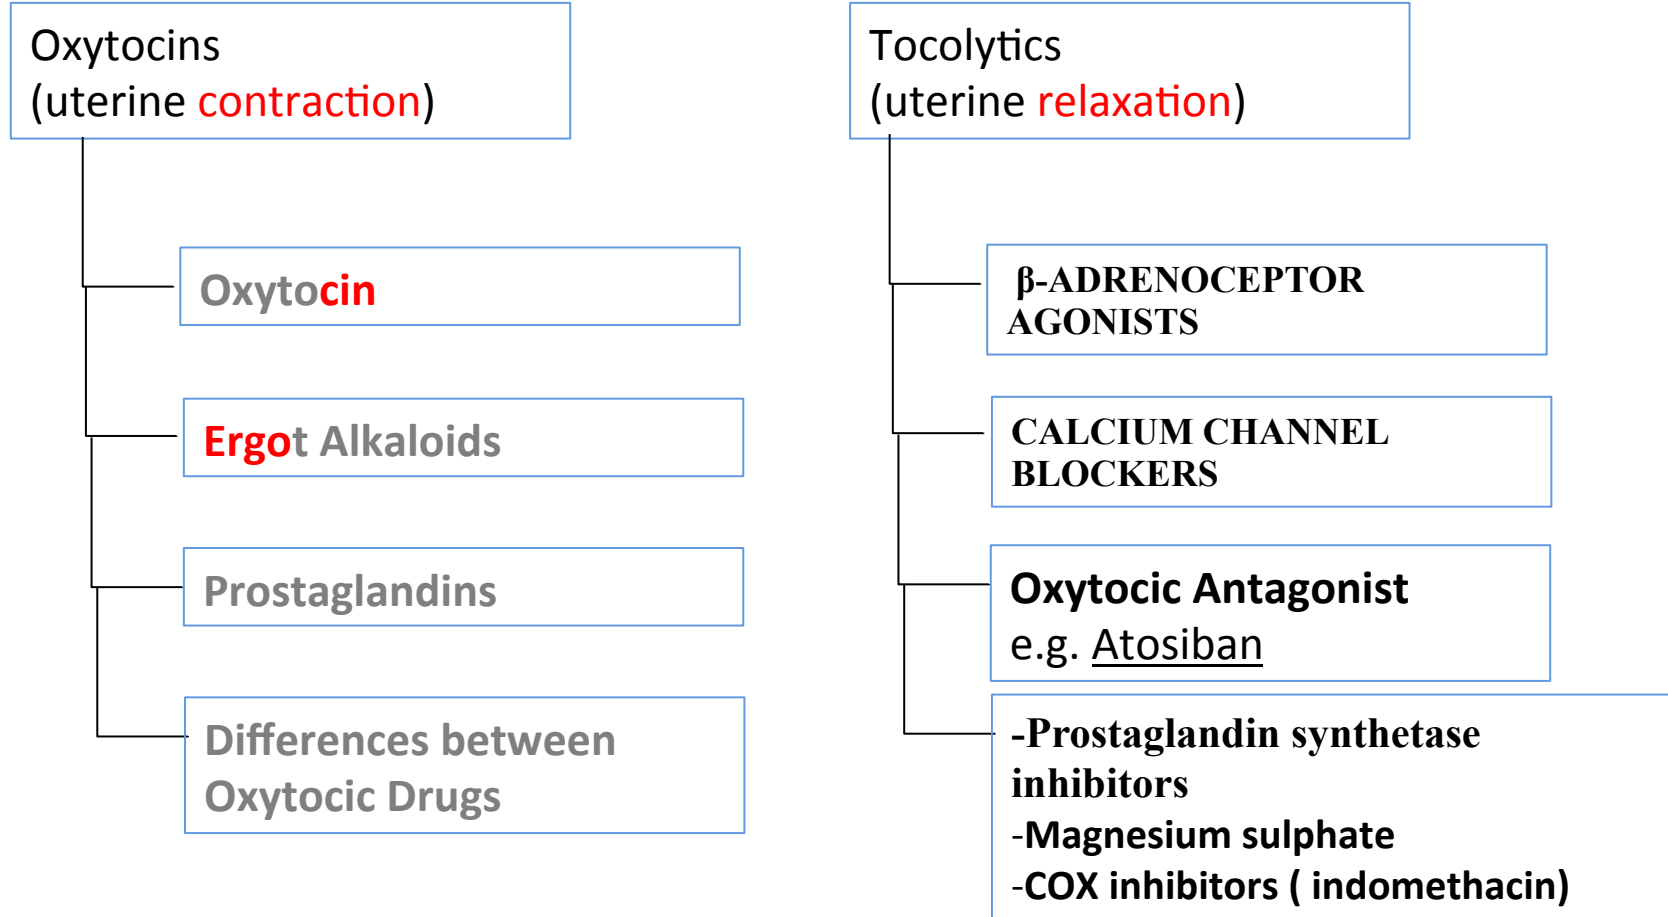 Oxytocins
(uterine contraction)
Oxytocin
Ergot Alkaloids
Prostaglandins
Differences between
Oxytocic Drugs
Tocolytics
(uterine relaxation)
β-ADRENOCEPTOR
AGONISTS
CALCIUM CHANNEL
BLOCKERS
Oxytocic Antagonist
e.g. Atosiban
-Prostaglandin synthetase
inhibitors
-Magnesium sulphate
-COX inhibitors ( indomethacin)